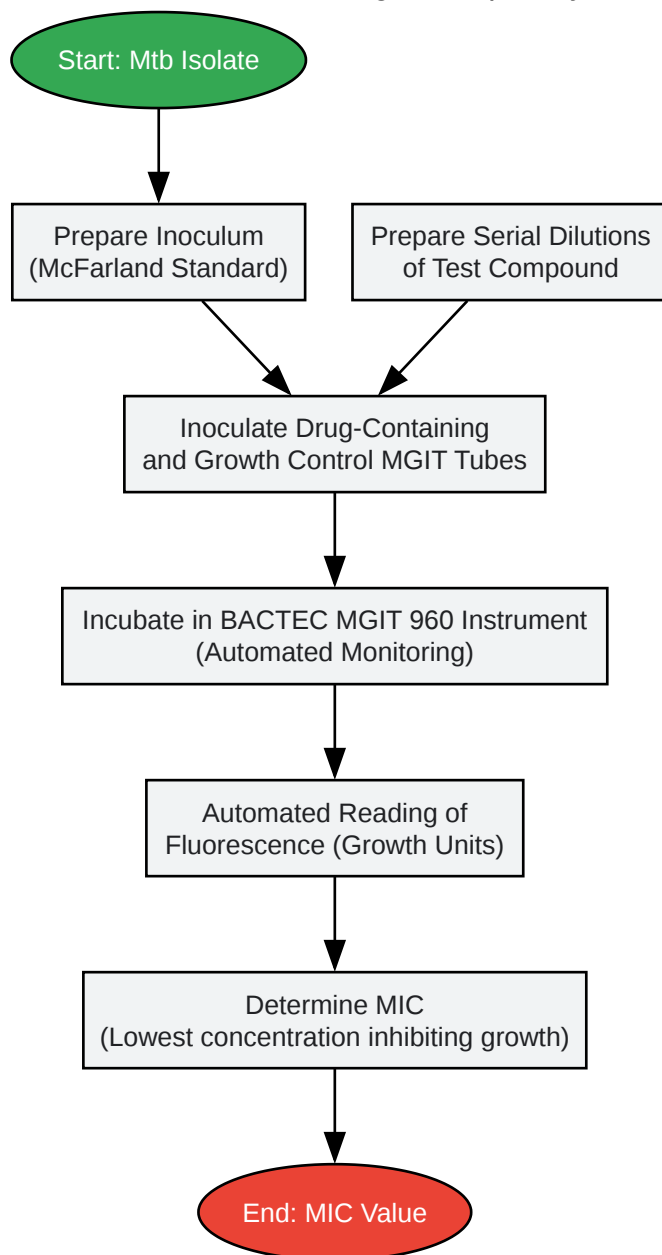 Start: Mtb Isolate
Prepare Inoculum
(McFarland Standard)
Prepare Serial Dilutions
of Test Compound
Inoculate Drug-Containing
and Growth Control MGIT Tubes
Incubate in BACTEC MGIT 960 Instrument
(Automated Monitoring)
Automated Reading of
Fluorescence (Growth Units)
Determine MIC
(Lowest concentration inhibiting growth)
End: MIC Value